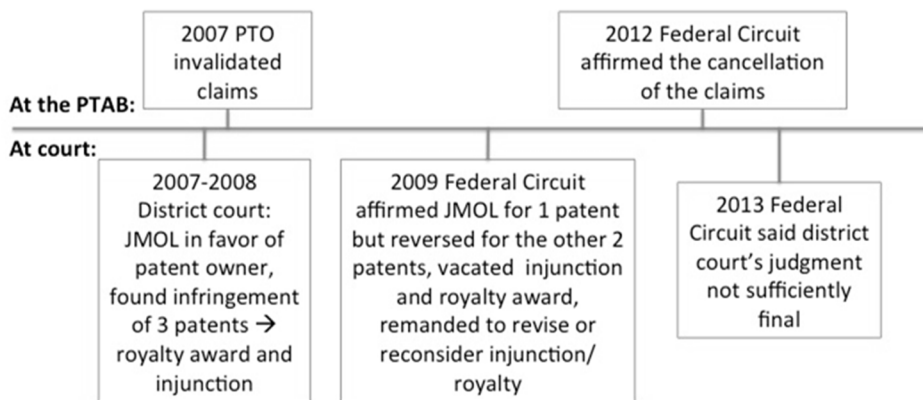 2007 PTO
invalidated
claims
2012 Federal Circuit
affirmed the cancellation
of the claims
At the PTAB:
At court:
2007-2008
District court:
JMOL in favor of
patent owner,
found infringement
of 3 patents →
royalty award and
injunction
2009 Federal Circuit
affirmed JMOL for 1 patent
but reversed for the other 2
patents, vacated injunction
and royalty award,
remanded to revise or
reconsider injunction/
royalty
2013 Federal
Circuit said district
court's judgment
not sufficiently
final